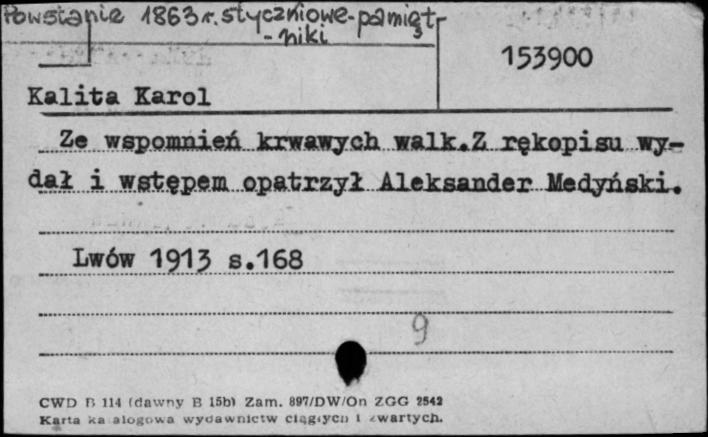 Powstanie 1863 r. styczniowe-pamięt-
-niki
153900
Kalita Karol
Ze wspomnień krwawych walk.Z rękopisu wy-
dał i wstępem opatrzył Aleksander Medyński.
Lwów 1913 s.168
9
CWD B 114 (dawny B 15b) Zam. 897/DW/On ZGG 2542
Karta ka alogowa wydawnictw ciągłych i zwartych.